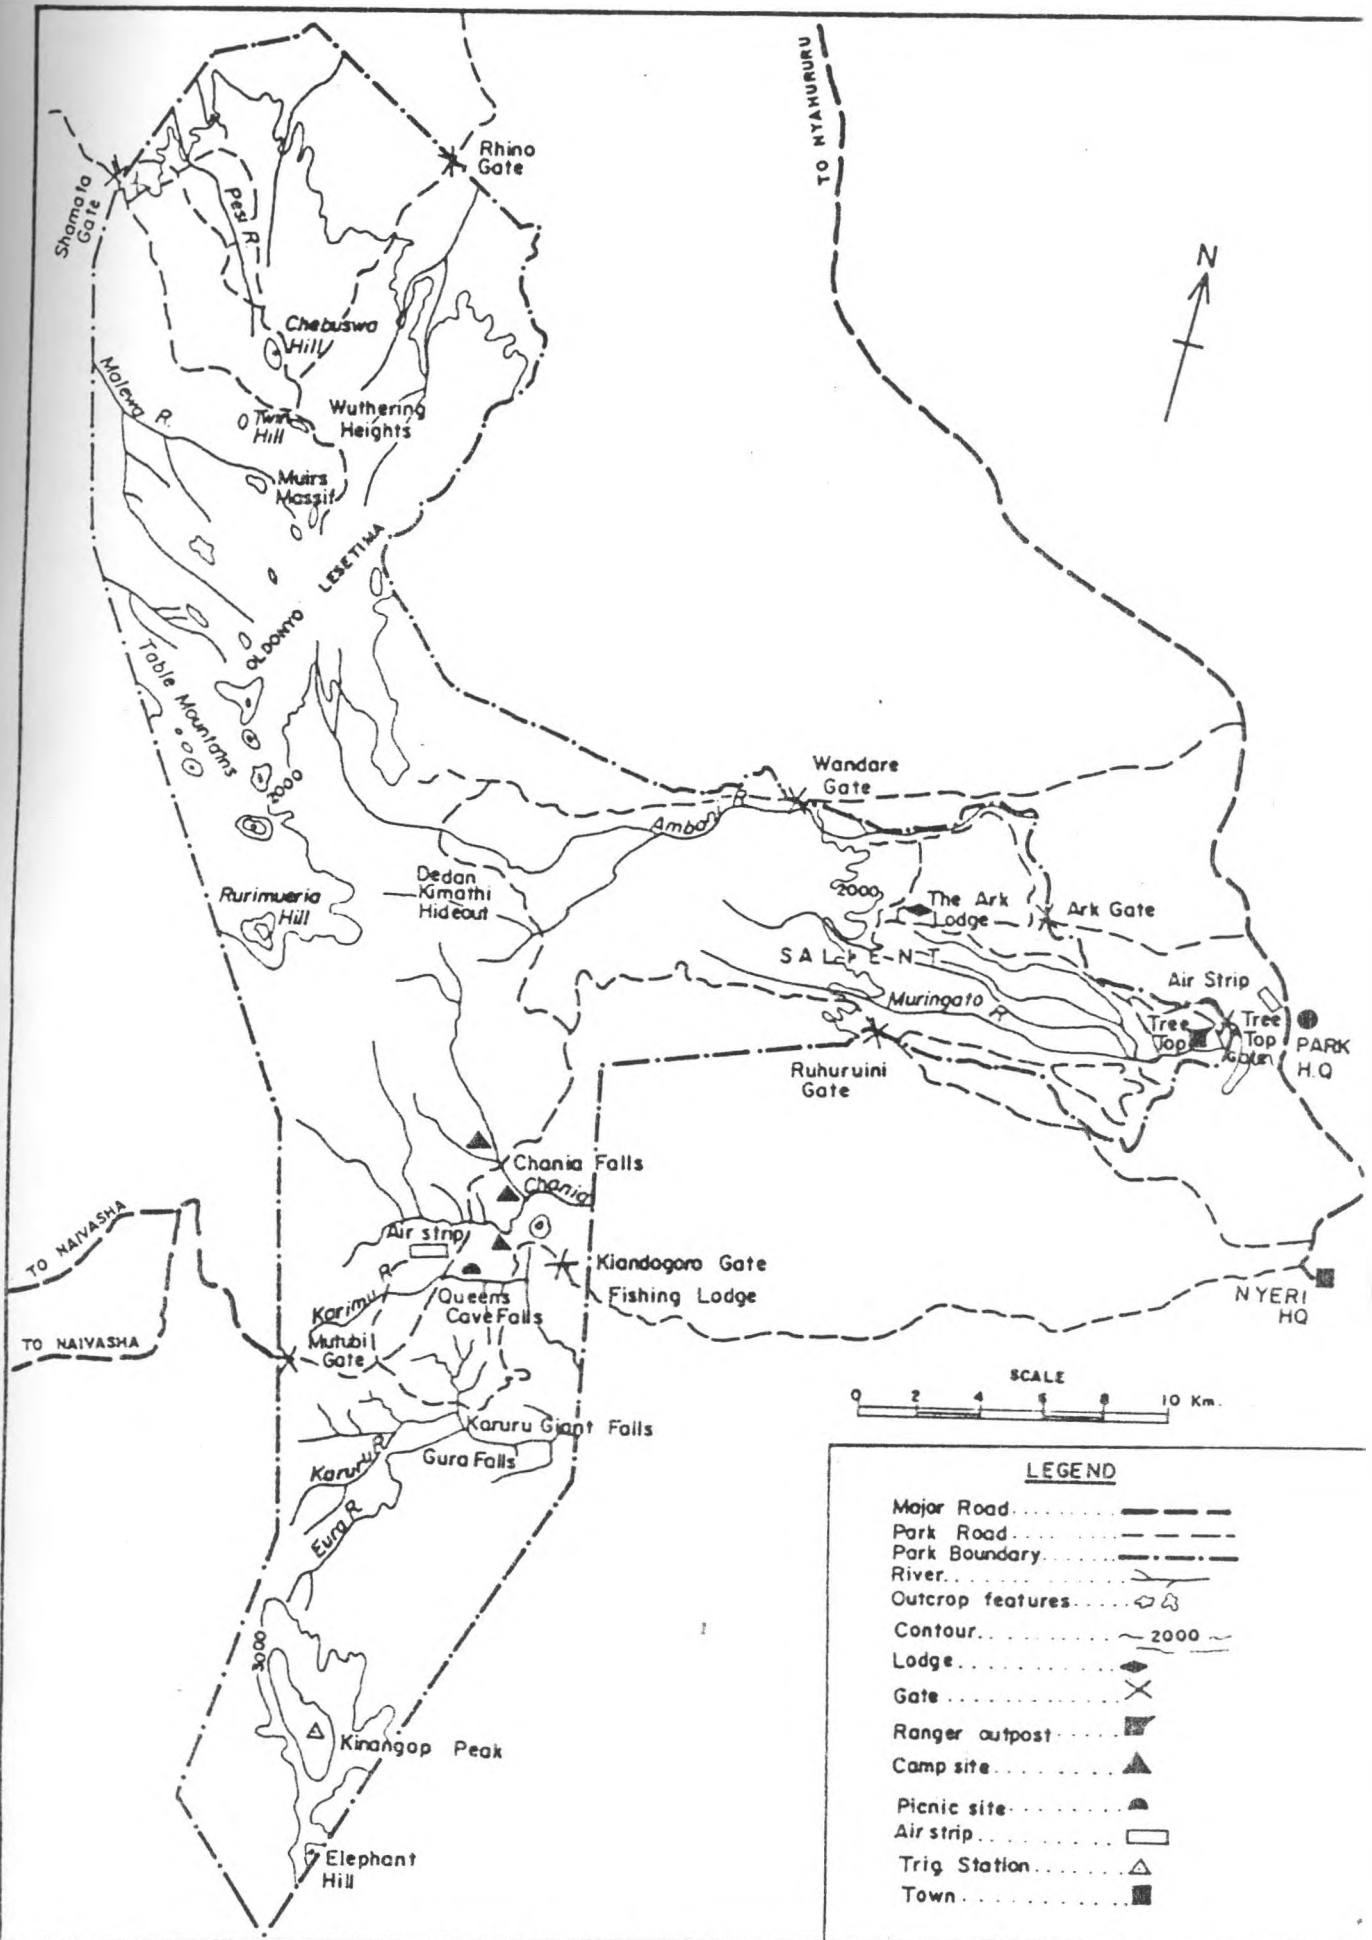 TO NYAHURURU
Rhino
Gate
Shamata
Gate
Pesi R.
N
Chebuswa
Hill
Malewa R.
Twin
Hill
Wuthering
Heights
Muirs
Massif
OLDONYO LESETIMA
Table Mountains
2000
Wandare
Gate
Ambo R
Dedan
Kimathi
Hideout
Rurimueria
Hill
2000
The Ark
Lodge
Ark Gate
SALIENT
Air Strip
Muringato R
Tree
Top
Tree
Top
PARK
H.Q
Ruhuruini
Gate
Chania Falls
Chania
TO NAIVASHA
Air strip
Kiandogoro Gate
Fishing Lodge
Karimu R
Queens
Cave Falls
NYERI
HQ
TO NAIVASHA
Mutubil
Gate
SCALE
0 2 4 6 8 10 Km.
Karuru Giant Falls
Gura Falls
Karuru R
Eura R
3000
Kinangop Peak
Elephant
Hill
LEGEND
Major Road
Park Road
Park Boundary
River
Outcrop features
Contour 2000
Lodge
Gate
Ranger outpost
Camp site
Picnic site
Air strip
Trig Station
Town